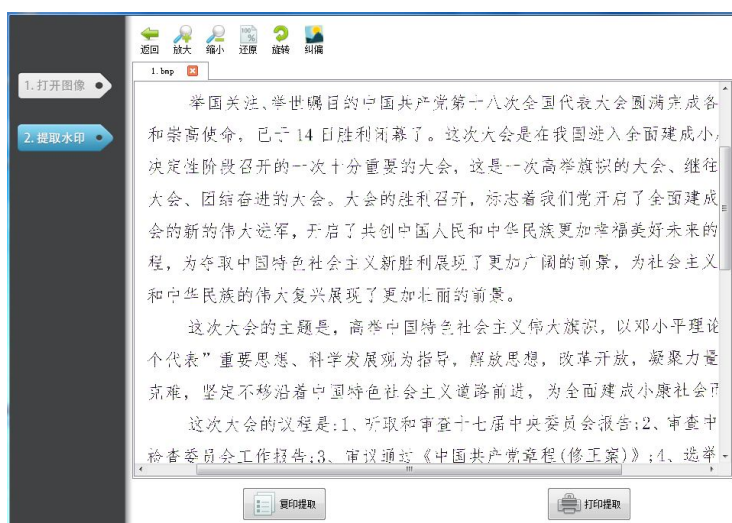 返回 放大 缩小 还原 旋转 纠偏
1.bmp
1.打开图像
2.提取水印
举国关注、举世瞩目的中国共产党第十八次全国代表大会圆满完成各
和崇高使命，已于 14 日胜利闭幕了。这次大会是在我国进入全面建成小
决定性阶段召开的一次十分重要的大会，这是一次高举旗帜的大会、继往
大会、团结奋进的大会。大会的胜利召开，标志着我们党开启了全面建成
会的新的伟大进军，开启了共创中国人民和中华民族更加幸福美好未来的
程，为夺取中国特色社会主义新胜利展现了更加广阔的前景，为社会主义
和中华民族的伟大复兴展现了更加壮丽的前景。
这次大会的主题是，高举中国特色社会主义伟大旗帜，以邓小平理论
个代表”重要思想、科学发展观为指导，解放思想，改革开放，凝聚力量
克难，坚定不移沿着中国特色社会主义道路前进，为全面建成小康社会而
这次大会的议程是:1、听取和审查十七届中央委员会报告;2、审查中
检查委员会工作报告;3、审议通过《中国共产党章程(修正案)》;4、选举
复印提取 打印提取